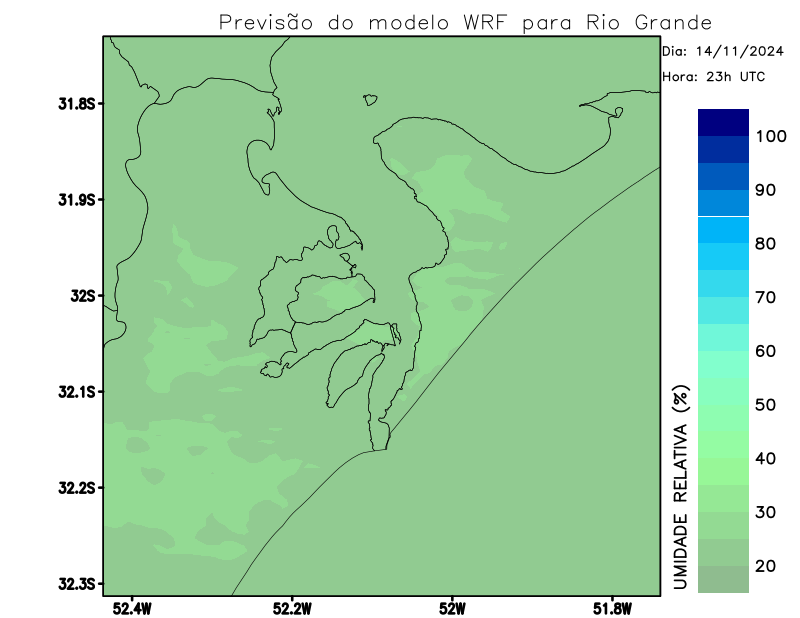 Previsão do modelo WRF para Rio Grande
Dia: 14/11/2024
Hora: 23h UTC
31.8S
31.9S
32S
32.1S
32.2S
32.3S
52.4W
52.2W
52W
51.8W
UMIDADE RELATIVA (%)
100
90
80
70
60
50
40
30
20